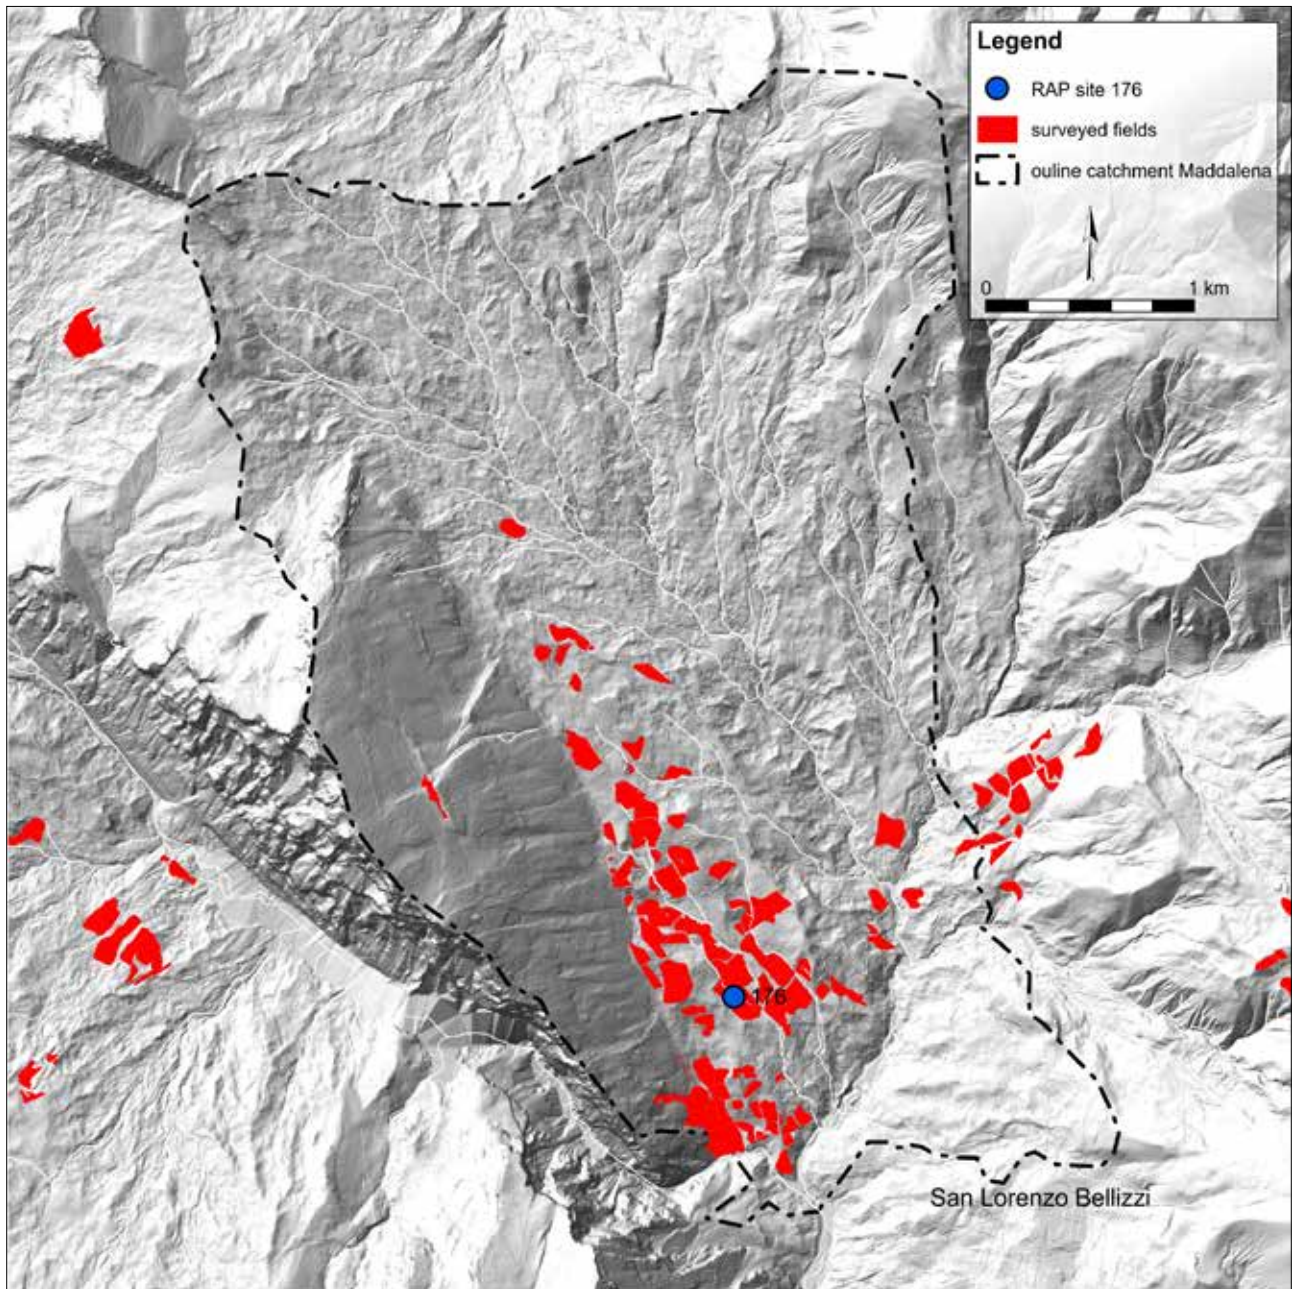 Legend
RAP site 176
surveyed fields
ouline catchment Maddalena
0 1 km
176
San Lorenzo Bellizzi